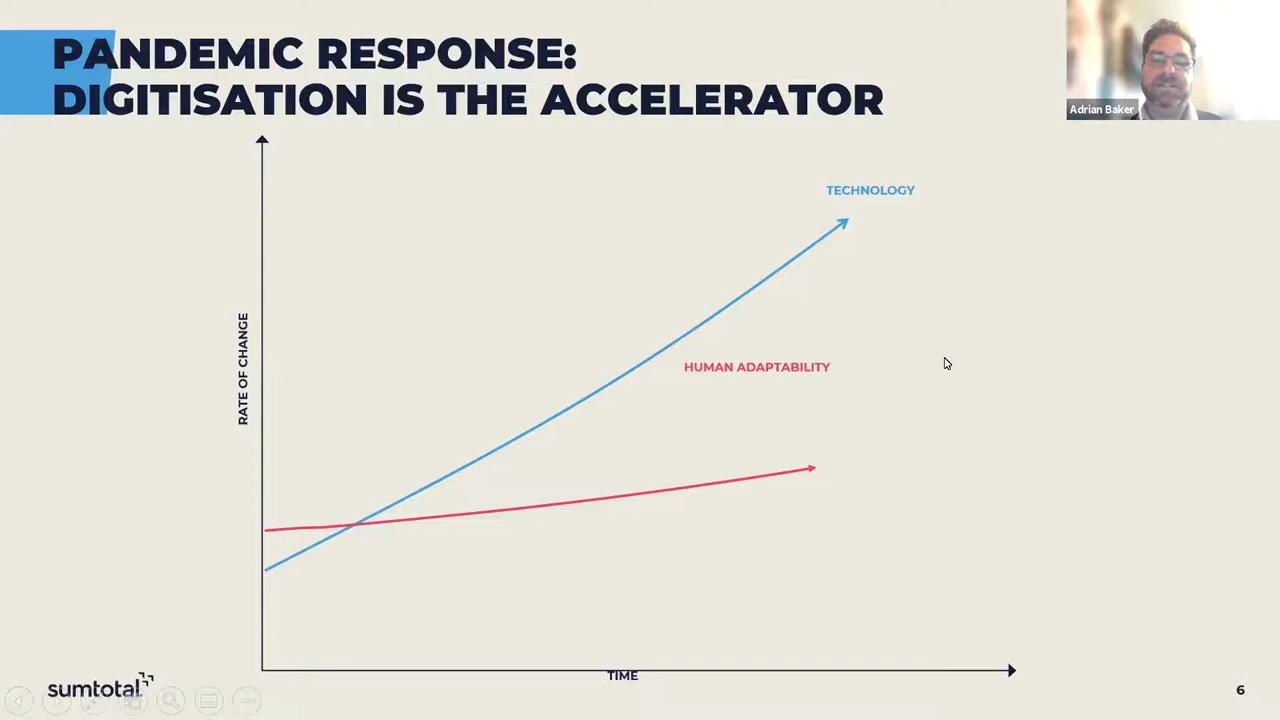 PANDEMIC RESPONSE:
DIGITISATION IS THE ACCELERATOR
Adrian Baker
TECHNOLOGY
HUMAN ADAPTABILITY
RATE OF CHANGE
TIME
sumtotal
6